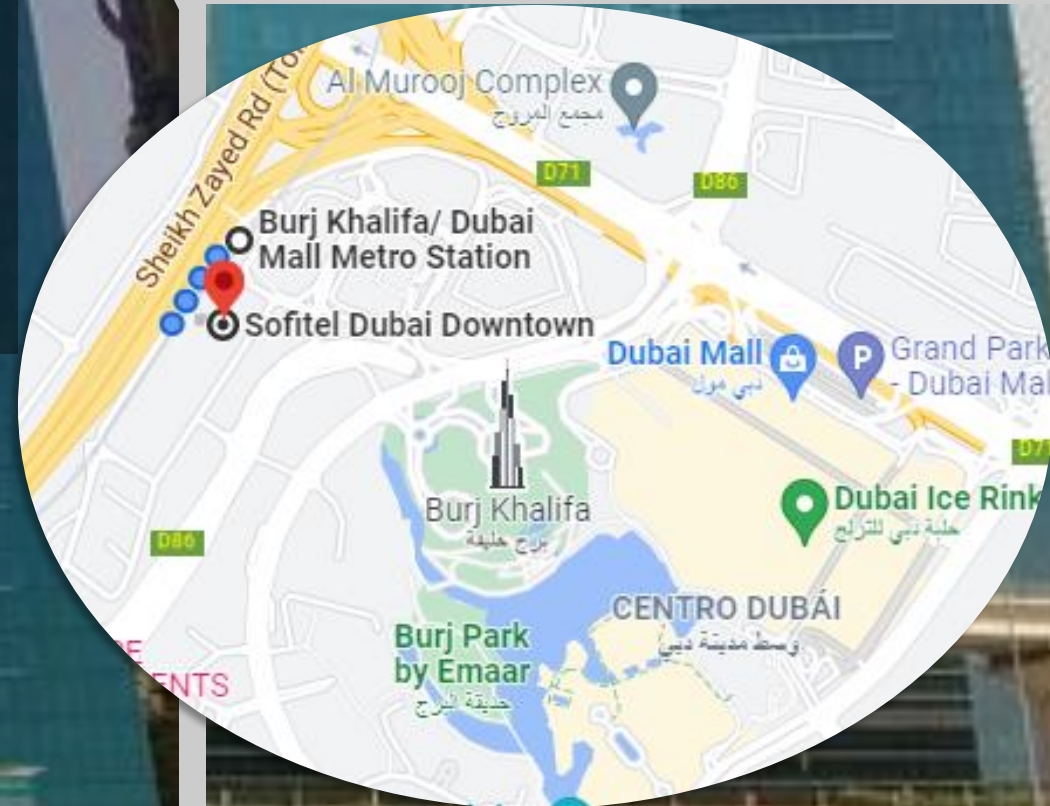 Sheikh Zayed Rd (To
Al Murooj Complex
مجمع المروج
D71
D86
Burj Khalifa/ Dubai
Mall Metro Station
Sofitel Dubai Downtown
Dubai Mall
دبي مول
P
Grand Park
- Dubai Mal
D71
Dubai Ice Rink
حلبة دبي للتزلج
Burj Khalifa
برج خليفة
D86
CENTRO DUBÁI
وسط مدينة دبي
Burj Park
by Emaar
حديقة البرج
ENTS